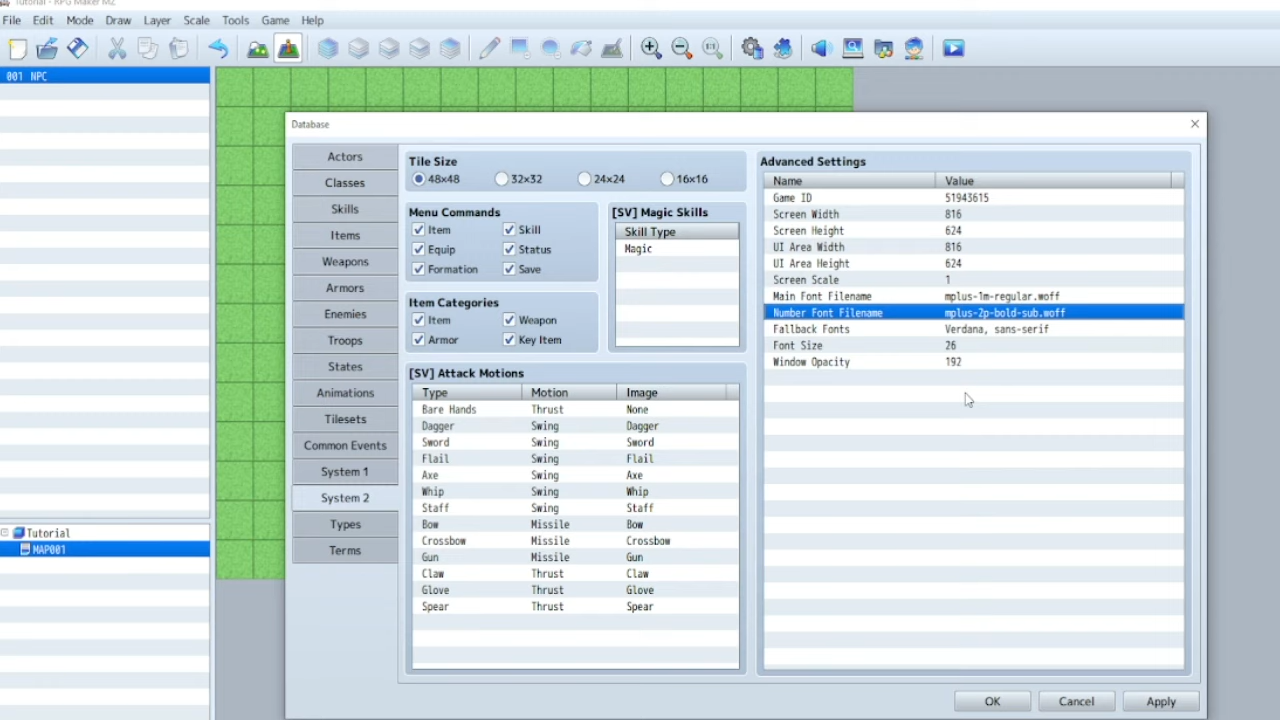 Tutorial - RPG Maker MZ
File Edit Mode Draw Layer Scale Tools Game Help
001 NPC
Tutorial
MAP001
Database
Actors
Classes
Skills
Items
Weapons
Armors
Enemies
Troops
States
Animations
Tilesets
Common Events
System 1
System 2
Types
Terms
Tile Size
48×48 32×32 24×24 16×16
Menu Commands
Item Skill
Equip Status
Formation Save
[SV] Magic Skills
Skill Type
Magic
Item Categories
Item Weapon
Armor Key Item
[SV] Attack Motions
Type Motion Image
Bare Hands Thrust None
Dagger Swing Dagger
Sword Swing Sword
Flail Swing Flail
Axe Swing Axe
Whip Swing Whip
Staff Swing Staff
Bow Missile Bow
Crossbow Missile Crossbow
Gun Missile Gun
Claw Thrust Claw
Glove Thrust Glove
Spear Thrust Spear
Advanced Settings
Name Value
Game ID 51943615
Screen Width 816
Screen Height 624
UI Area Width 816
UI Area Height 624
Screen Scale 1
Main Font Filename mplus-1m-regular.woff
Number Font Filename mplus-2p-bold-sub.woff
Fallback Fonts Verdana, sans-serif
Font Size 26
Window Opacity 192
OK Cancel Apply